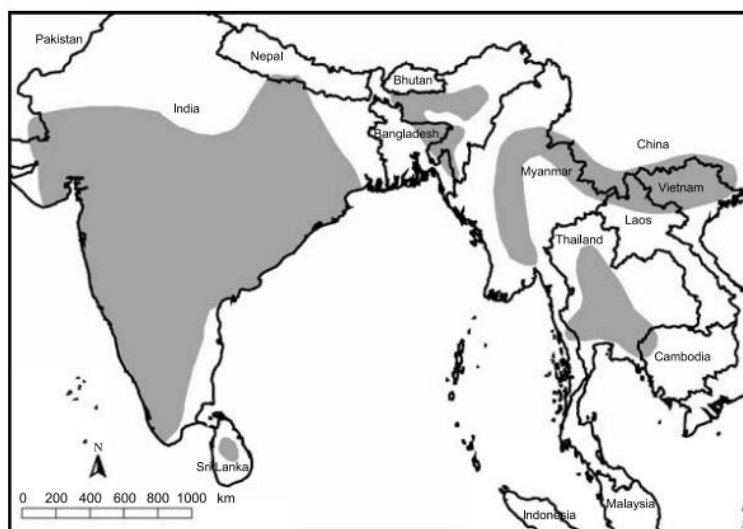 Pakistan
Nepal
Bhutan
India
Bangladesh
China
Myanmar
Vietnam
Laos
Thailand
Cambodia
N
Sri Lanka
0 200 400 600 800 1000 km
Indonesia
Malaysia